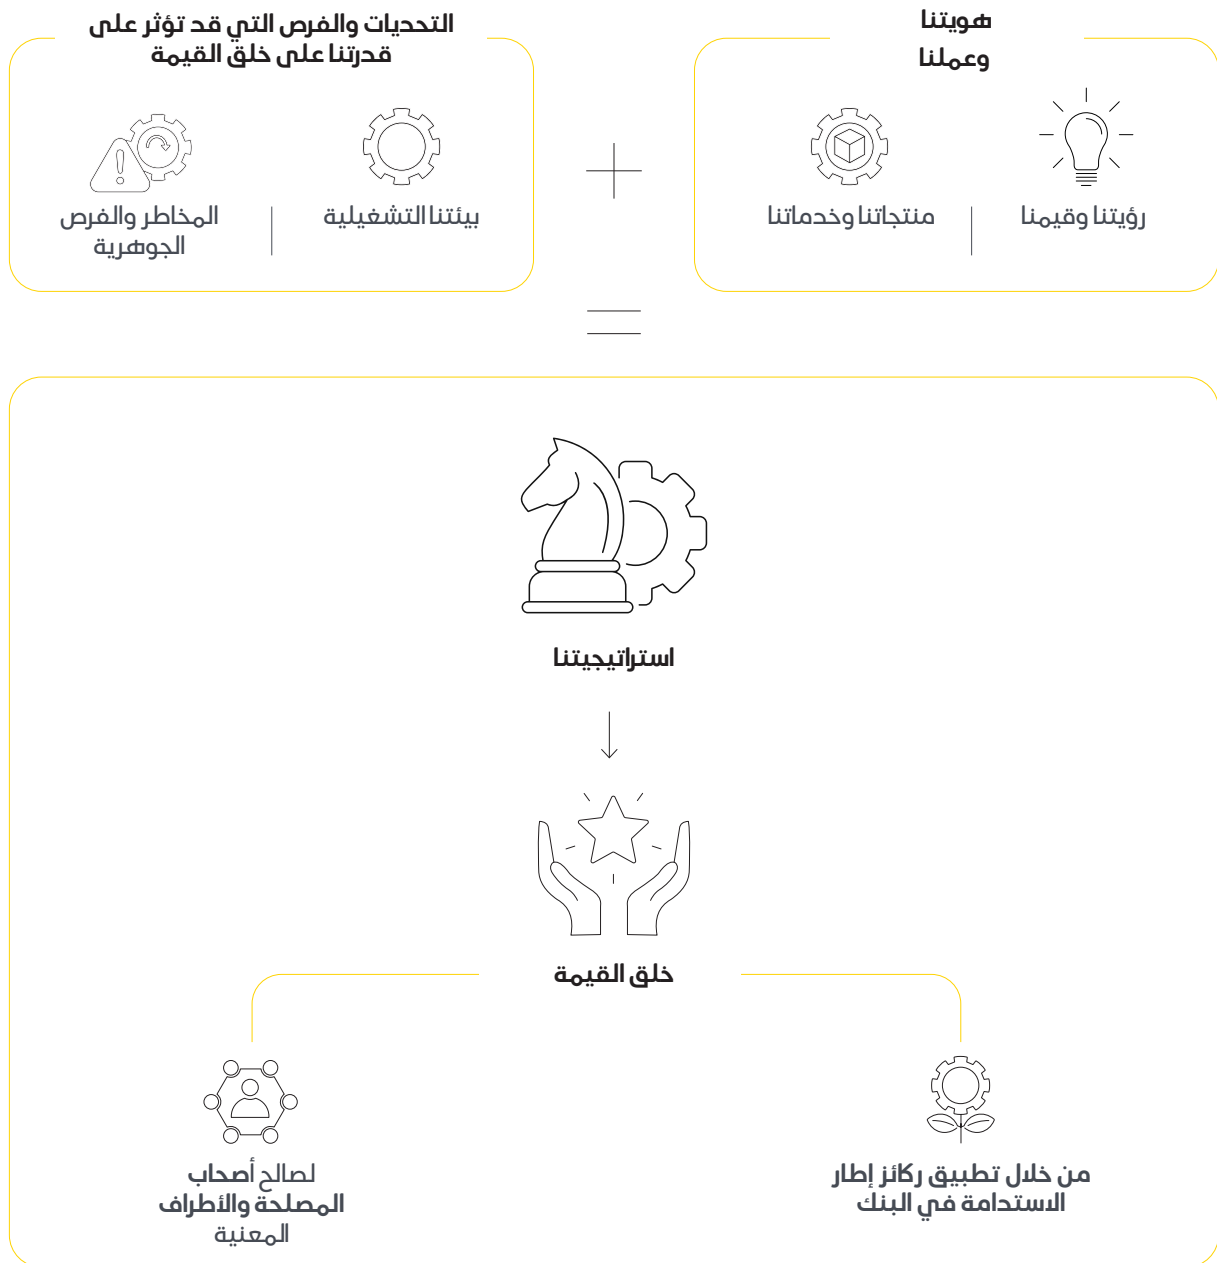 هويتنا
وعملنا
رؤيتنا وقيمنا
منتجاتنا وخدماتنا
التحديات والفرص التي قد تؤثر على
قدرتنا على خلق القيمة
بيئتنا التشغيلية
المخاطر والفرص
الجوهرية
استراتيجيتنا
خلق القيمة
من خلال تطبيق ركائز إطار
الاستدامة في البنك
لصالح أصحاب
المصلحة والأطراف
المعنية